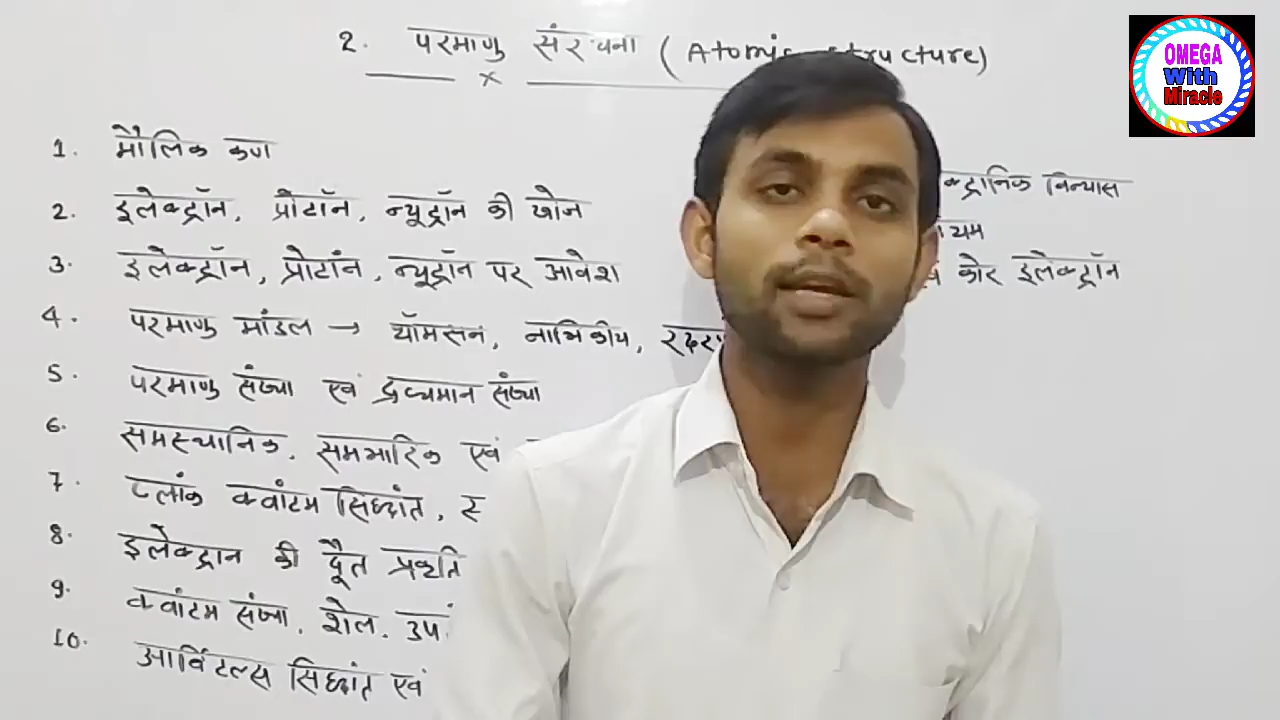 2. परमाणु संरचना (Atomic structure)
OMEGA
With
Miracle
1. मौलिक कण
2. इलेक्ट्रॉन, प्रोटॉन, न्यूट्रॉन की खोज
3. इलेक्ट्रॉन, प्रोटॉन, न्यूट्रॉन पर आवेश
4. परमाणु मांडल → थॉमसन, नाभिकीय,
5. परमाणु संख्या एवं द्रव्यमान संख्या
6. समस्थानिक, समभारिक एवं
7. प्लांक क्वांटम सिद्धांत,
8. इलेक्ट्रान की द्वैत प्रकृति
9. क्वांटम संख्या, शेल, उप
10. आर्विटल्स सिद्धांत एवं
विन्यास
कोर इलेक्ट्रॉन